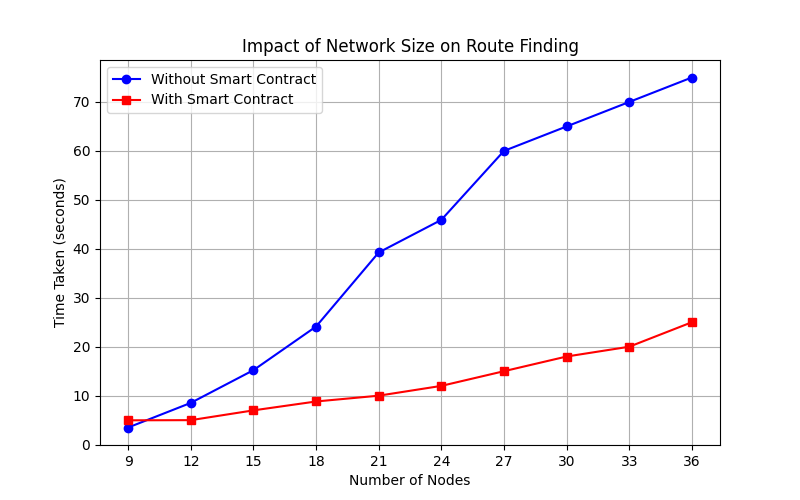 Impact of Network Size on Route Finding
Without Smart Contract
With Smart Contract
Time Taken (seconds)
70
60
50
40
30
20
10
0
9 12 15 18 21 24 27 30 33 36
Number of Nodes